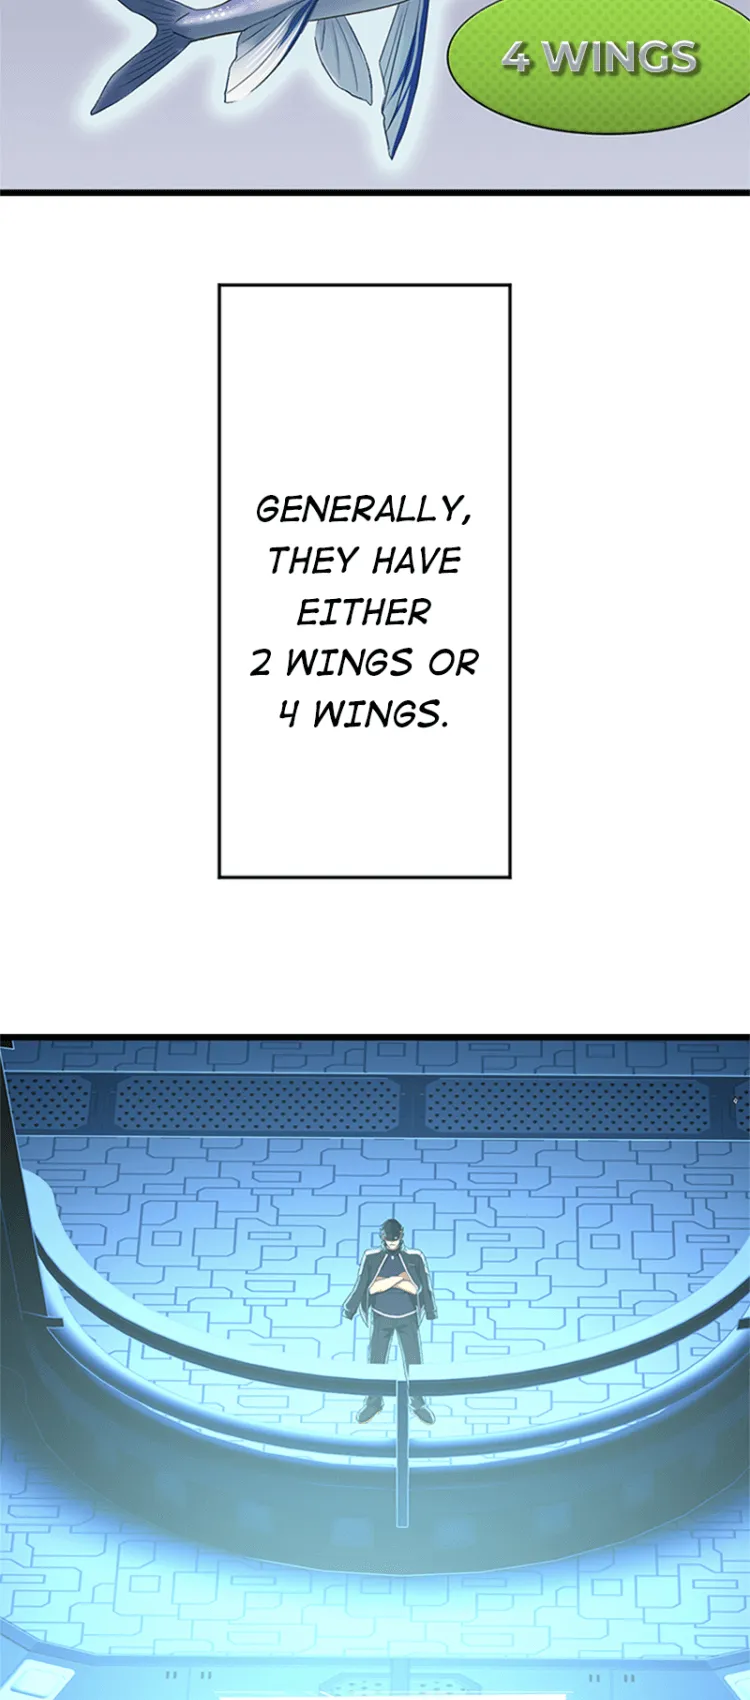 4 WINGS
GENERALLY,
THEY HAVE
EITHER
2 WINGS OR
4 WINGS.